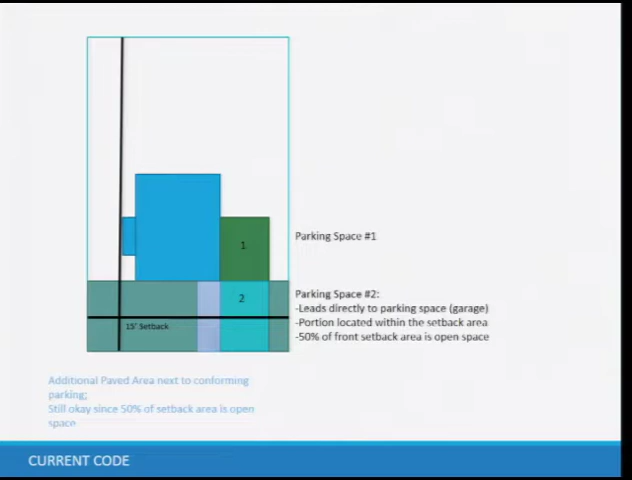 1
Parking Space #1
2
Parking Space #2:
-Leads directly to parking space (garage)
-Portion located within the setback area
-50% of front setback area is open space
15' Setback
Additional Paved Area next to conforming
parking;
Still okay since 50% of setback area is open
space
CURRENT CODE